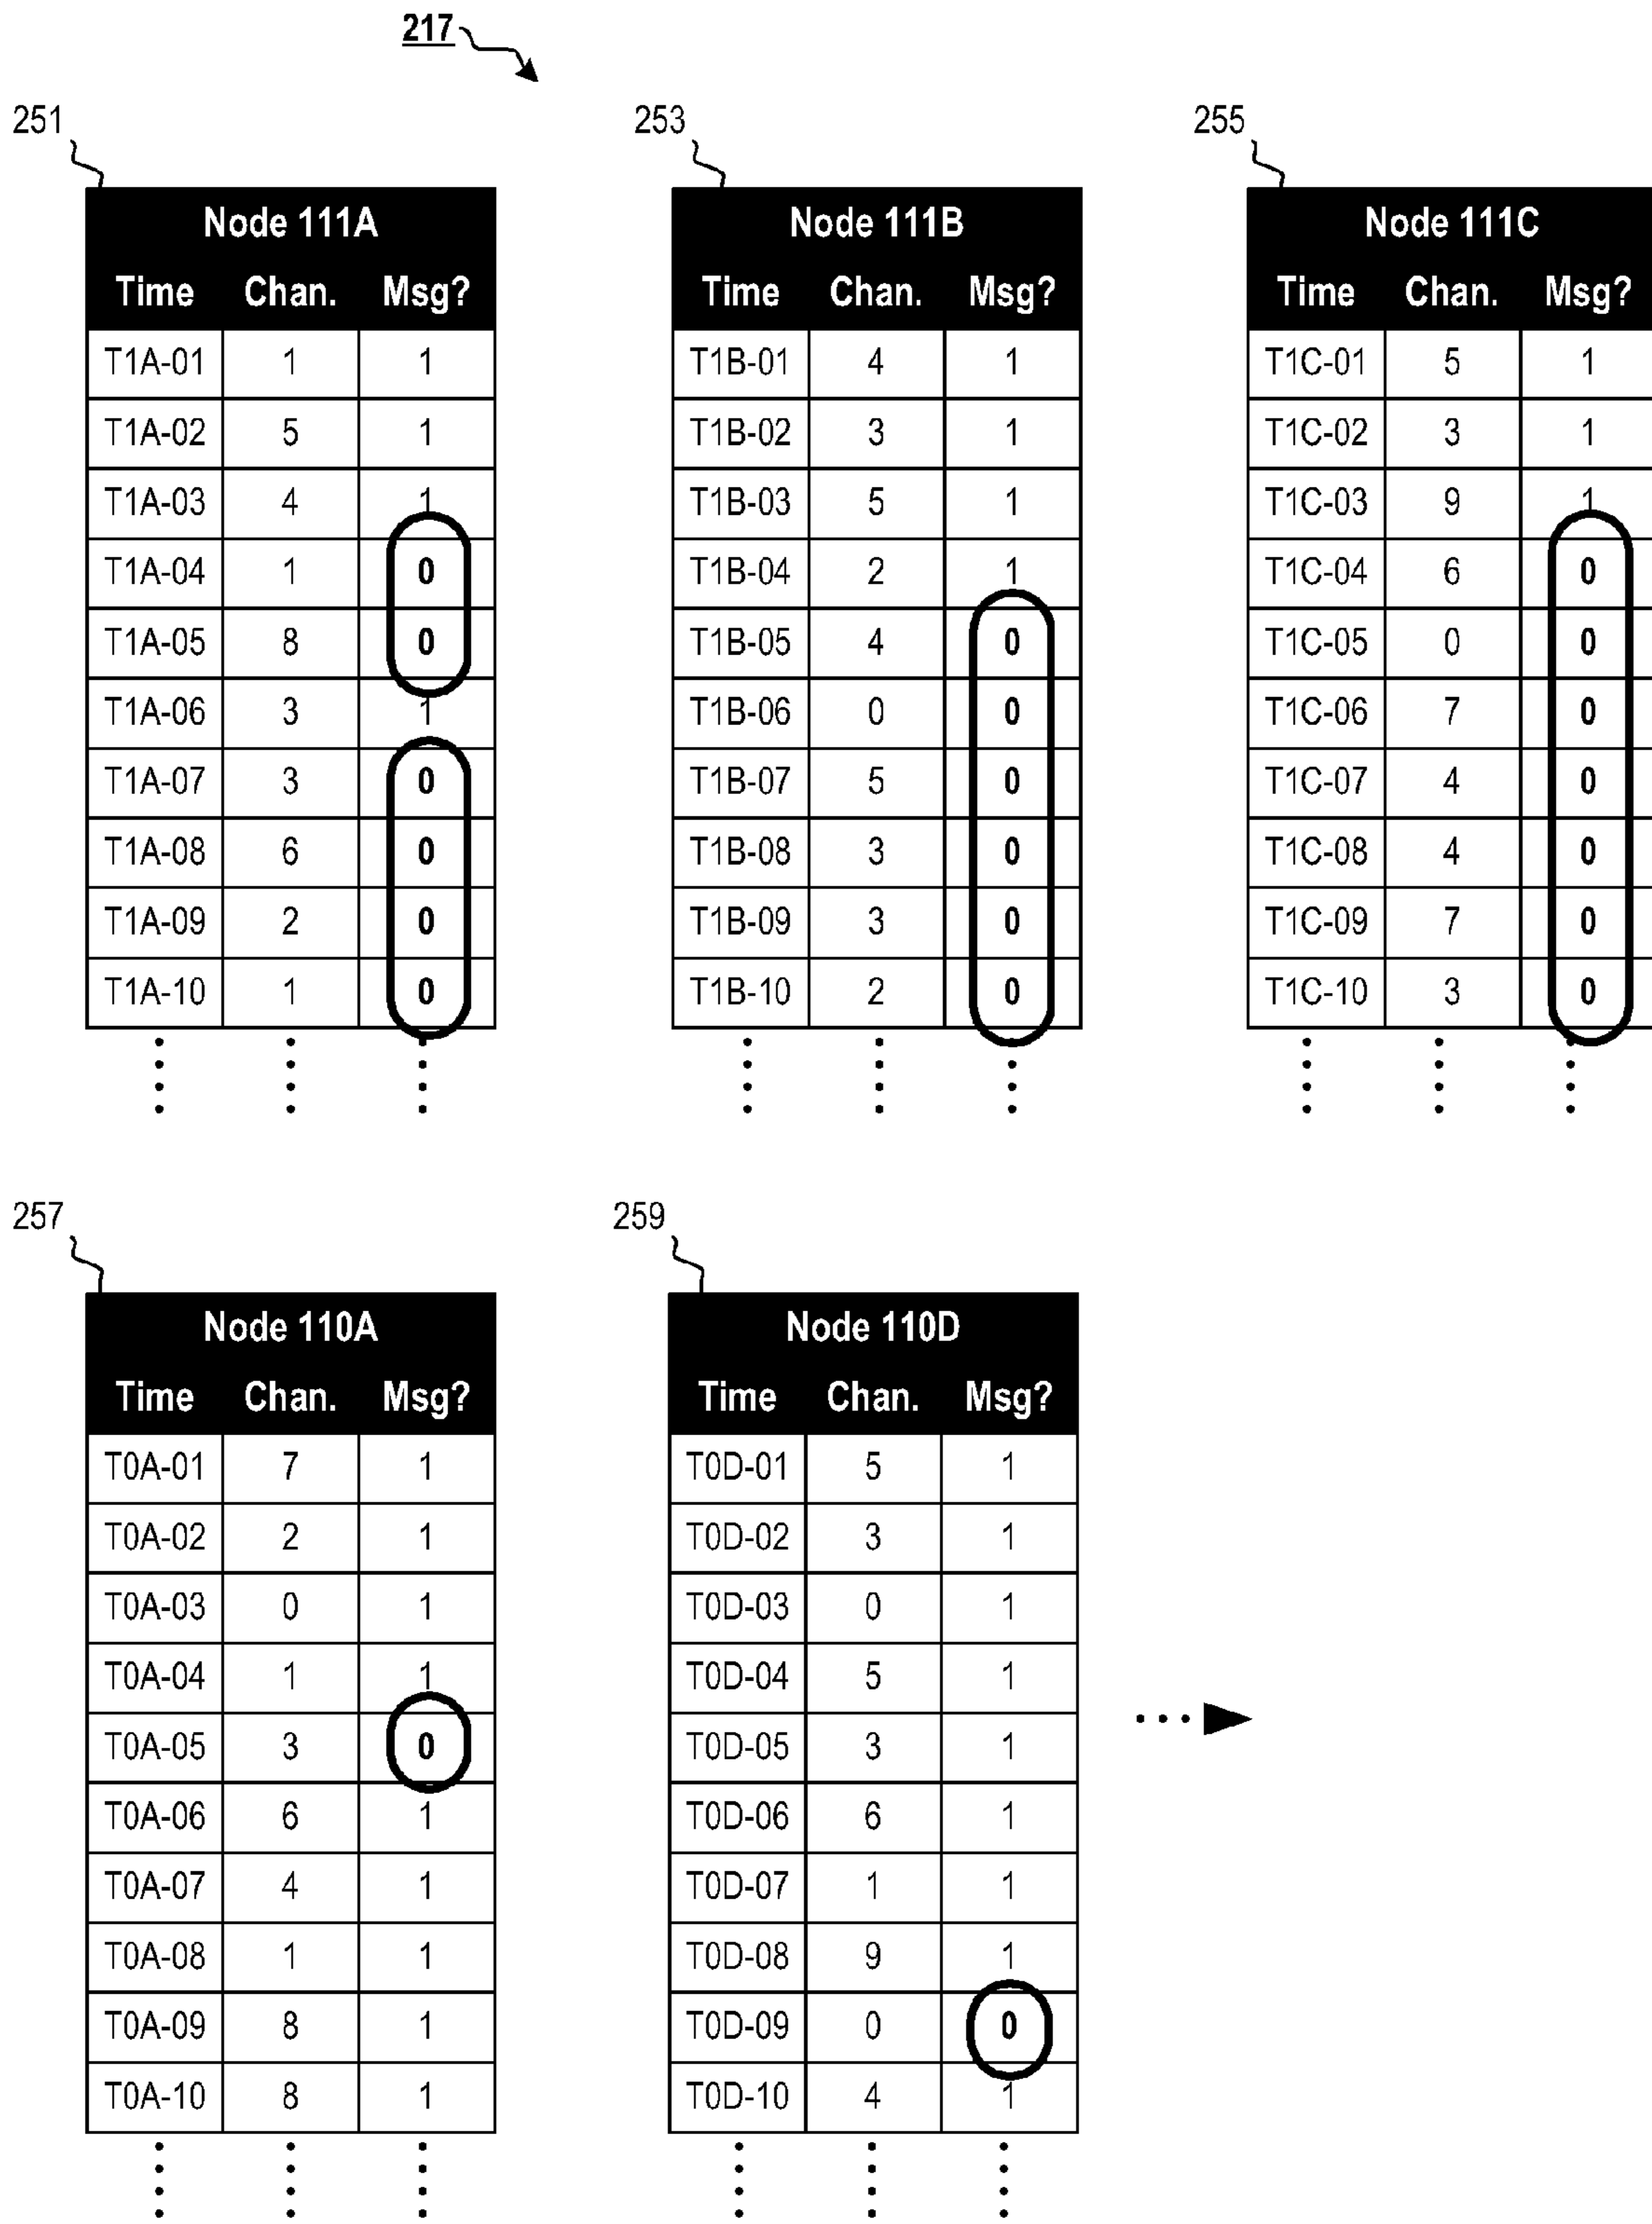 217
251
Node 111A
Time Chan. Msg?
T1A-01 1 1
T1A-02 5 1
T1A-03 4 1
T1A-04 1 0
T1A-05 8 0
T1A-06 3 1
T1A-07 3 0
T1A-08 6 0
T1A-09 2 0
T1A-10 1 0
253
Node 111B
Time Chan. Msg?
T1B-01 4 1
T1B-02 3 1
T1B-03 5 1
T1B-04 2 1
T1B-05 4 0
T1B-06 0 0
T1B-07 5 0
T1B-08 3 0
T1B-09 3 0
T1B-10 2 0
255
Node 111C
Time Chan. Msg?
T1C-01 5 1
T1C-02 3 1
T1C-03 9 1
T1C-04 6 0
T1C-05 0 0
T1C-06 7 0
T1C-07 4 0
T1C-08 4 0
T1C-09 7 0
T1C-10 3 0
257
Node 110A
Time Chan. Msg?
T0A-01 7 1
T0A-02 2 1
T0A-03 0 1
T0A-04 1 1
T0A-05 3 0
T0A-06 6 1
T0A-07 4 1
T0A-08 1 1
T0A-09 8 1
T0A-10 8 1
259
Node 110D
Time Chan. Msg?
T0D-01 5 1
T0D-02 3 1
T0D-03 0 1
T0D-04 5 1
T0D-05 3 1
T0D-06 6 1
T0D-07 1 1
T0D-08 9 1
T0D-09 0 0
T0D-10 4 1